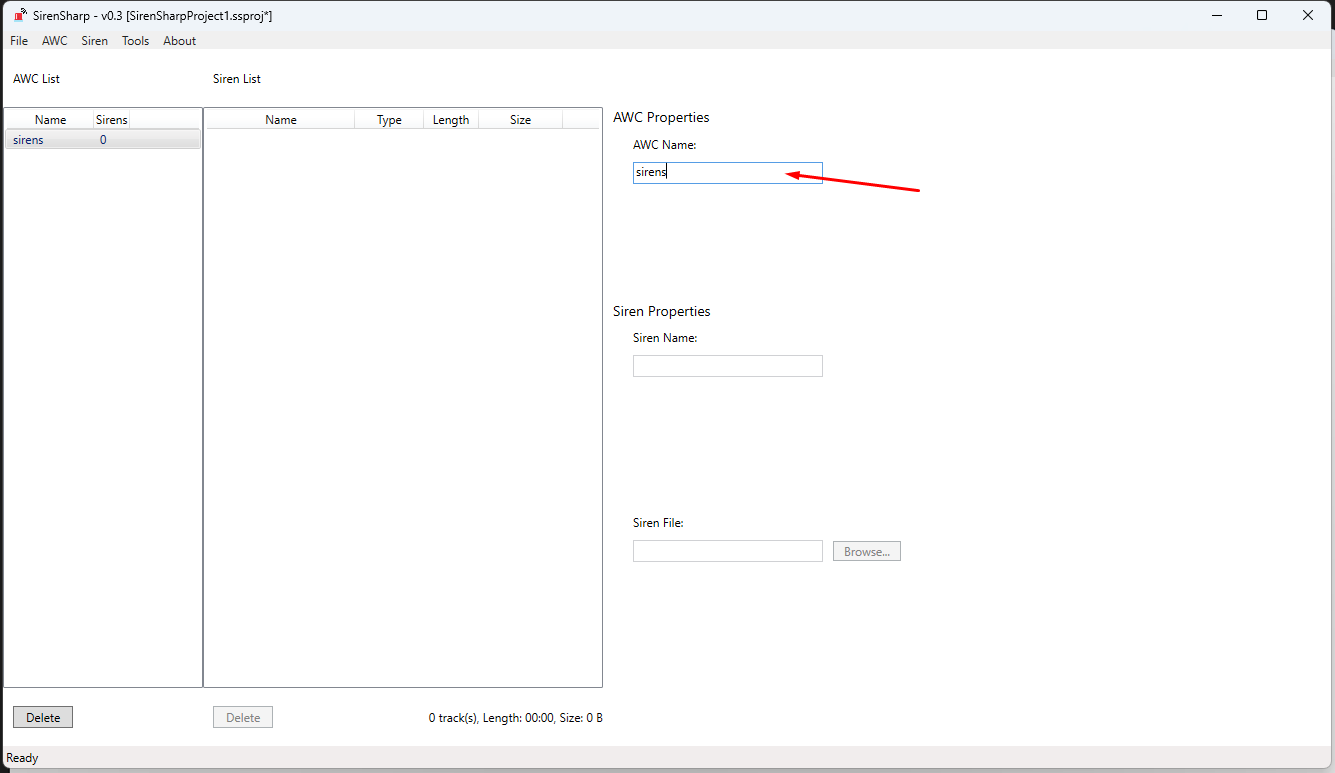 SirenSharp - v0.3 [SirenSharpProject1.ssproj*]
File AWC Siren Tools About
AWC List Siren List
Name Sirens Name Type Length Size
sirens 0
AWC Properties
AWC Name:
sirens
Siren Properties
Siren Name:
Siren File:
Browse...
Delete Delete 0 track(s), Length: 00:00, Size: 0 B
Ready